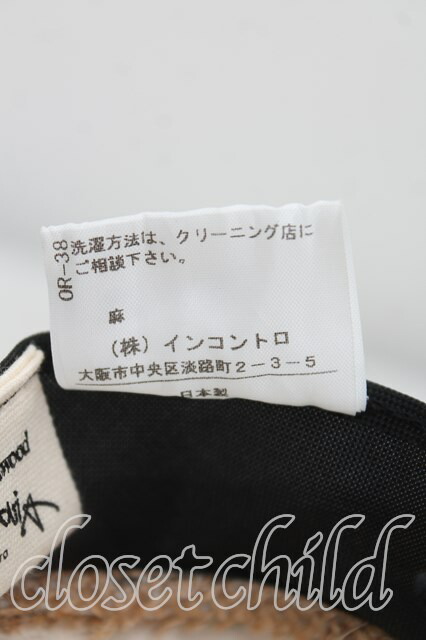 OR-38
洗濯方法は、クリーニング店に
ご相談下さい。
麻
(株) インコントロ
大阪市中央区淡路町2-3-5
日本製
closetchild